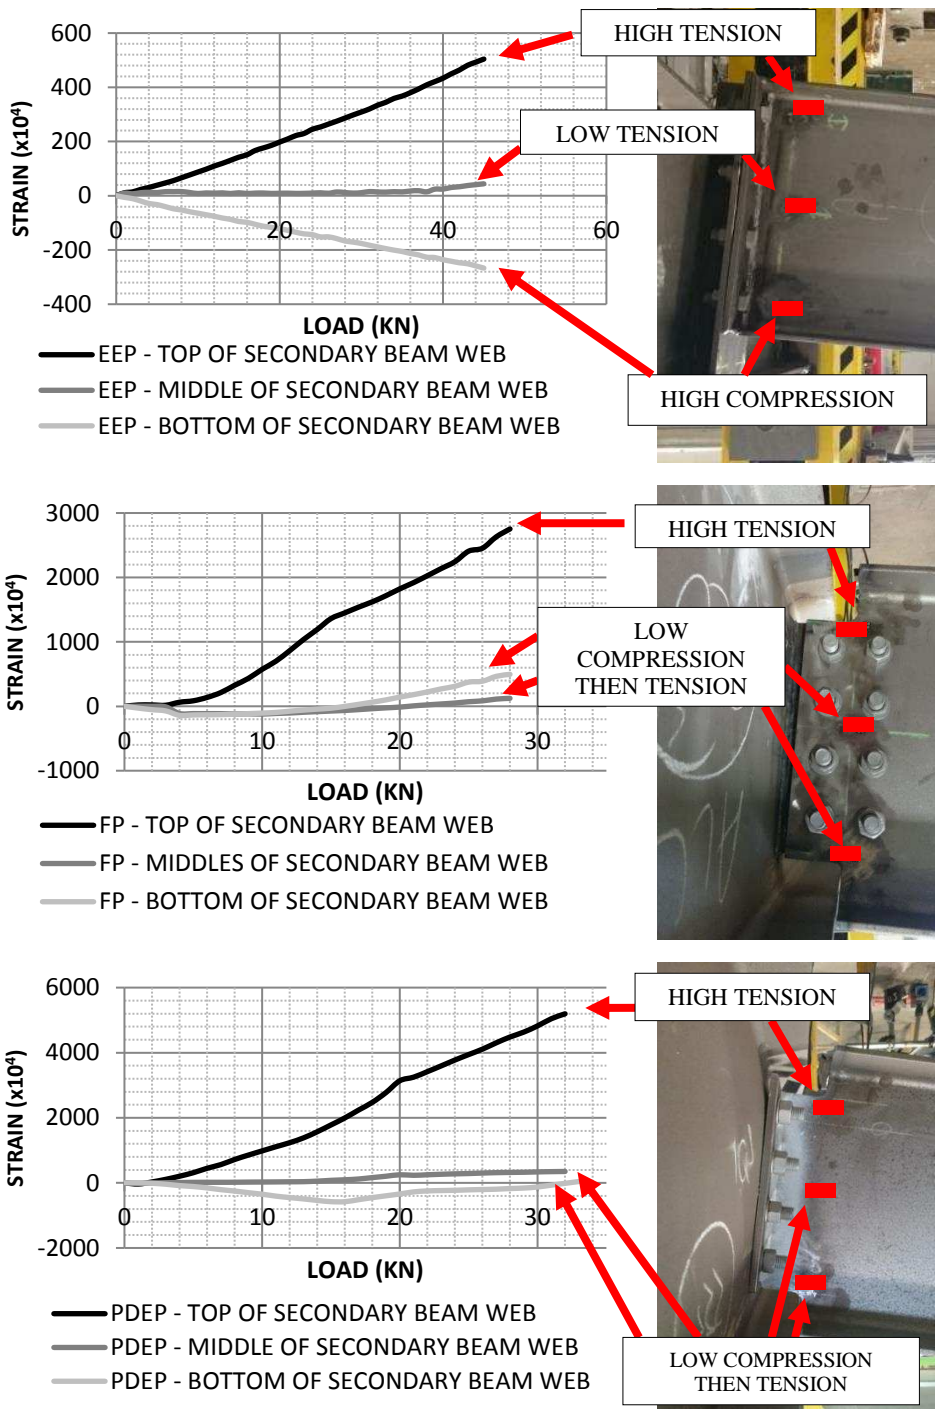 600
400
200
0
-200
-400
0
20
40
60
STRAIN (x10⁴)
LOAD (KN)
HIGH TENSION
LOW TENSION
HIGH COMPRESSION
EEP - TOP OF SECONDARY BEAM WEB
EEP - MIDDLE OF SECONDARY BEAM WEB
EEP - BOTTOM OF SECONDARY BEAM WEB
3000
2000
1000
0
-1000
0
10
20
30
STRAIN (x10⁴)
LOAD (KN)
HIGH TENSION
LOW
COMPRESSION
THEN TENSION
FP - TOP OF SECONDARY BEAM WEB
FP - MIDDLES OF SECONDARY BEAM WEB
FP - BOTTOM OF SECONDARY BEAM WEB
6000
4000
2000
0
-2000
0
10
20
30
STRAIN (x10⁴)
LOAD (KN)
HIGH TENSION
LOW COMPRESSION
THEN TENSION
PDEP - TOP OF SECONDARY BEAM WEB
PDEP - MIDDLE OF SECONDARY BEAM WEB
PDEP - BOTTOM OF SECONDARY BEAM WEB